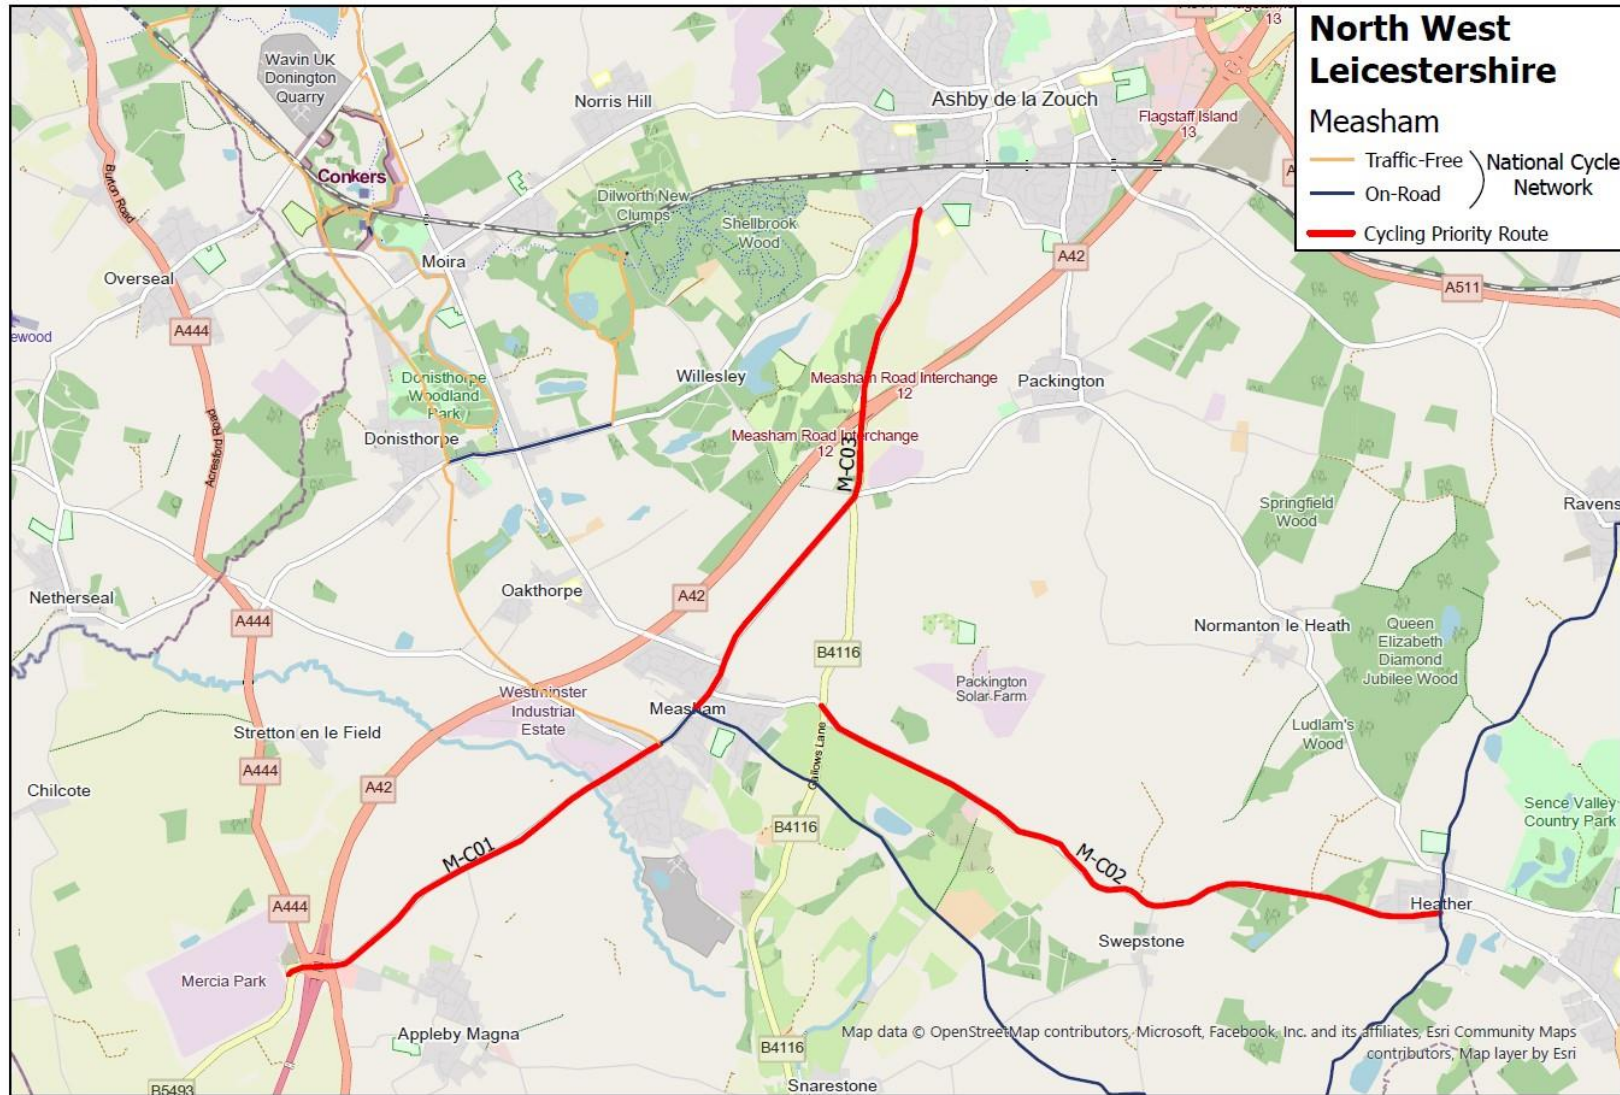 North West
Leicestershire
Measham
Traffic-Free
On-Road
National Cycle
Network
Cycling Priority Route
13
Wavin UK
Donington
Quarry
Norris Hill
Ashby de la Zouch
Flagstaff Island
13
Burton Road
Conkers
Dilworth New
Clumps
Shellbrook
Wood
Moira
Overseal
A42
A511
A444
ewood
Willesley
Measham Road Interchange
12
Packington
Donisthorpe
Woodland
Park
Acresford Road
Donisthorpe
Measham Road Interchange
12
M-C03
Springfield
Wood
Ravens
Netherseal
Oakthorpe
A42
A444
Normanton le Heath
Queen
Elizabeth
Diamond
Jubilee Wood
B4116
Packington
Solar Farm
Westminster
Industrial
Estate
Measham
Ludlam's
Wood
Stretton en le Field
Gallows Lane
A444
A42
Chilcote
Sence Valley
Country Park
B4116
M-C01
M-C02
A444
Heather
Swepstone
Mercia Park
Appleby Magna
Map data © OpenStreetMap contributors, Microsoft, Facebook, Inc. and its affiliates, Esri Community Maps
contributors, Map layer by Esri
B4116
Snarestone
B5493